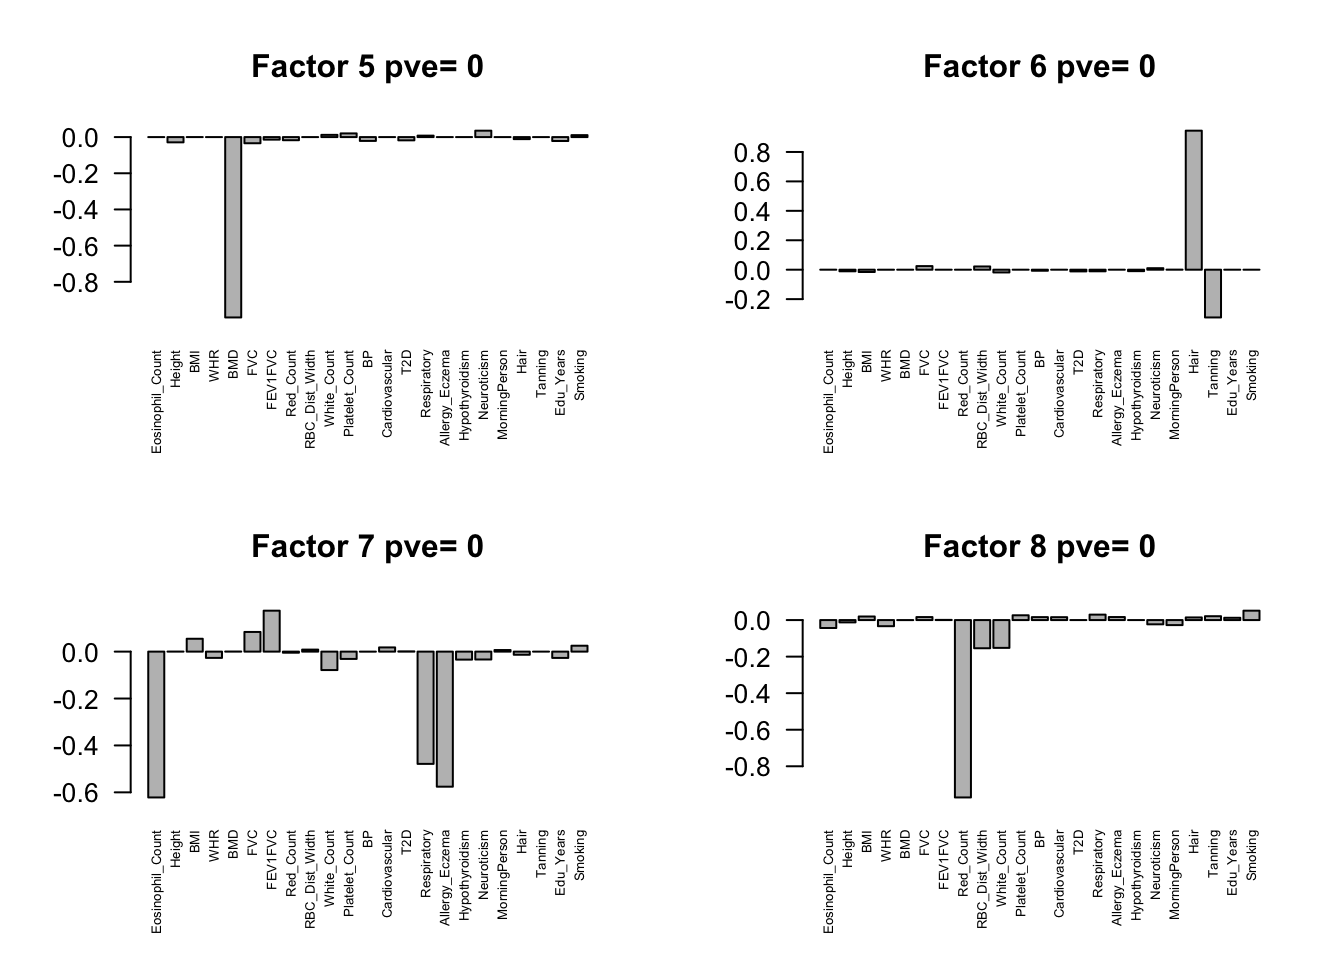 Factor 5 pve= 0
0.0
-0.2
-0.4
-0.6
-0.8
Eosinophil_Count
Height
BMI
WHR
BMD
FVC
FEV1FVC
Red_Count
RBC_Dist_Width
White_Count
Platelet_Count
BP
Cardiovascular
T2D
Respiratory
Allergy_Eczema
Hypothyroidism
Neuroticism
MorningPerson
Hair
Tanning
Edu_Years
Smoking
Factor 6 pve= 0
0.8
0.6
0.4
0.2
0.0
-0.2
Eosinophil_Count
Height
BMI
WHR
BMD
FVC
FEV1FVC
Red_Count
RBC_Dist_Width
White_Count
Platelet_Count
BP
Cardiovascular
T2D
Respiratory
Allergy_Eczema
Hypothyroidism
Neuroticism
MorningPerson
Hair
Tanning
Edu_Years
Smoking
Factor 7 pve= 0
0.0
-0.2
-0.4
-0.6
Eosinophil_Count
Height
BMI
WHR
BMD
FVC
FEV1FVC
Red_Count
RBC_Dist_Width
White_Count
Platelet_Count
BP
Cardiovascular
T2D
Respiratory
Allergy_Eczema
Hypothyroidism
Neuroticism
MorningPerson
Hair
Tanning
Edu_Years
Smoking
Factor 8 pve= 0
0.0
-0.2
-0.4
-0.6
-0.8
Eosinophil_Count
Height
BMI
WHR
BMD
FVC
FEV1FVC
Red_Count
RBC_Dist_Width
White_Count
Platelet_Count
BP
Cardiovascular
T2D
Respiratory
Allergy_Eczema
Hypothyroidism
Neuroticism
MorningPerson
Hair
Tanning
Edu_Years
Smoking